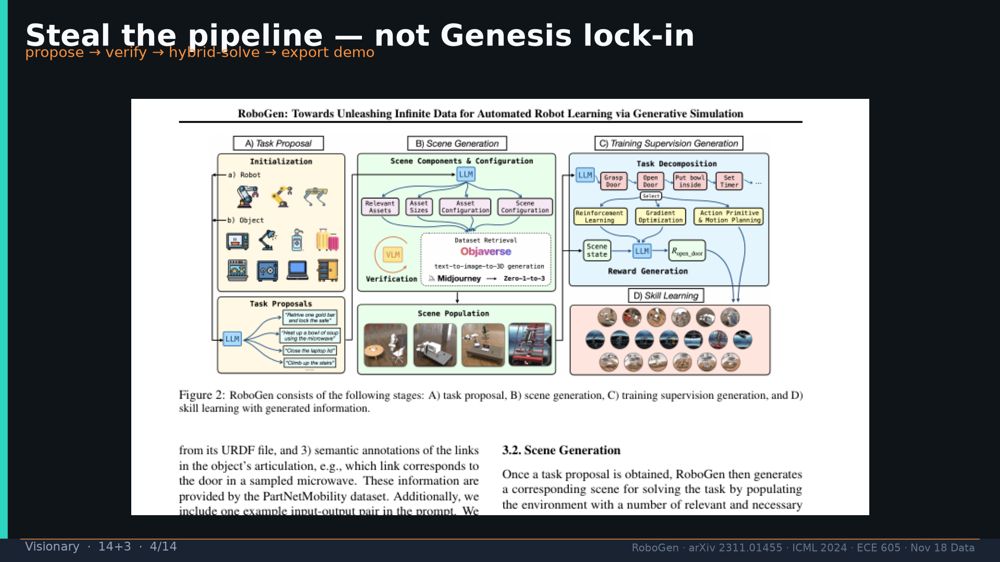 Steal the pipeline — not Genesis lock-in
propose → verify → hybrid-solve → export demo
RoboGen: Towards Unleashing Infinite Data for Automated Robot Learning via Generative Simulation
A) Task Proposal
Initialization
a) Robot
b) Object
Task Proposals
LLM
"Retrive one gold bar
and lock the safe"
"Heat up a bowl of soup
using the microwave"
"Close the laptop lid"
"Climb up the stairs"
....
B) Scene Generation
Scene Components & Configuration
LLM
Relevant
Assets
Asset
Sizes
Asset
Configuration
Scene
Configuration
VLM
Verification
Dataset Retrieval
Objaverse
text-to-image-to-3D generation
Midjourney → Zero-1-to-3
Scene Population
C) Training Supervision Generation
Task Decomposition
LLM
Grasp
Door
Open
Door
Put bowl
inside
Set
Timer
...
Select
Reinforcement
Learning
Gradient
Optimization
Action Primitive
& Motion Planning
Scene
state
LLM
Ropen_door
Reward Generation
D) Skill Learning
Figure 2: RoboGen consists of the following stages: A) task proposal, B) scene generation, C) training supervision generation, and D)
skill learning with generated information.
from its URDF file, and 3) semantic annotations of the links
in the object's articulation, e.g., which link corresponds to
the door in a sampled microwave. These information are
provided by the PartNetMobility dataset. Additionally, we
include one example input-output pair in the prompt. We
3.2. Scene Generation
Once a task proposal is obtained, RoboGen then generates
a corresponding scene for solving the task by populating
the environment with a number of relevant and necessary
Visionary · 14+3 · 4/14
RoboGen · arXiv 2311.01455 · ICML 2024 · ECE 605 · Nov 18 Data